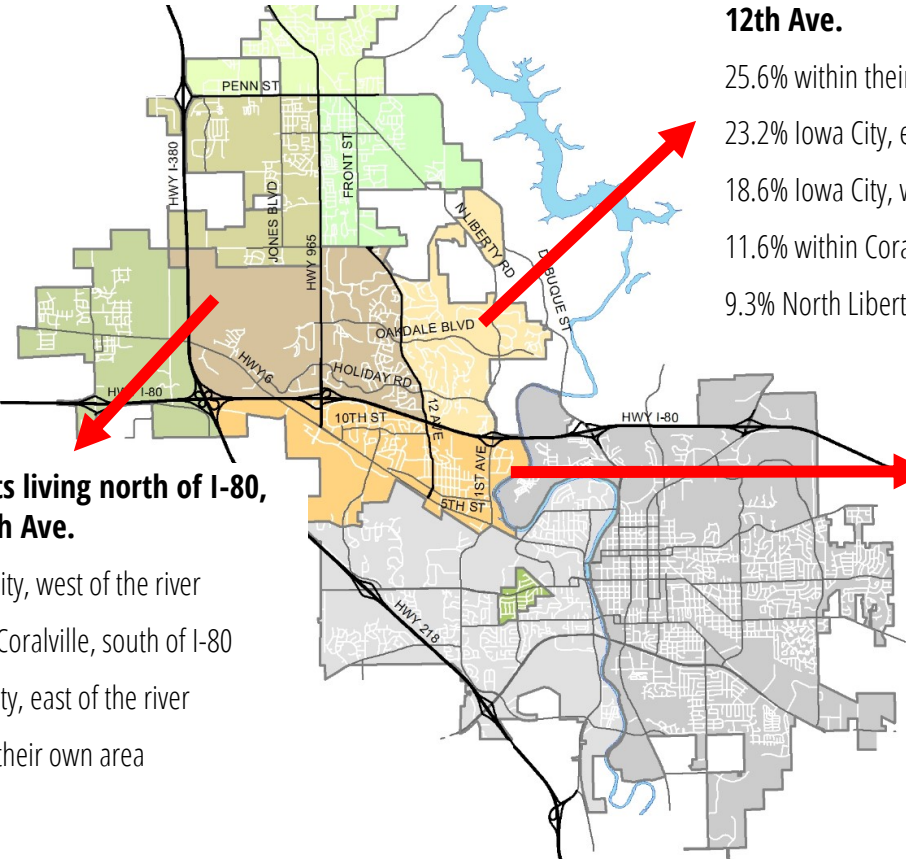 12th Ave.
25.6% within their
23.2% Iowa City, e
18.6% Iowa City, w
11.6% within Cora
9.3% North Libert
PENN ST
HWY I-380
JONES BLVD
FRONT ST
HWY 965
N LIBERTY RD
DUBUQUE ST
OAKDALE BLVD
HWY 6
HOLIDAY RD
HWY I-80
10TH ST
12 AVE
1ST AVE
HWY I-80
5TH ST
HWY 218
ts living north of I-80,
h Ave.
ity, west of the river
Coralville, south of I-80
ty, east of the river
their own area